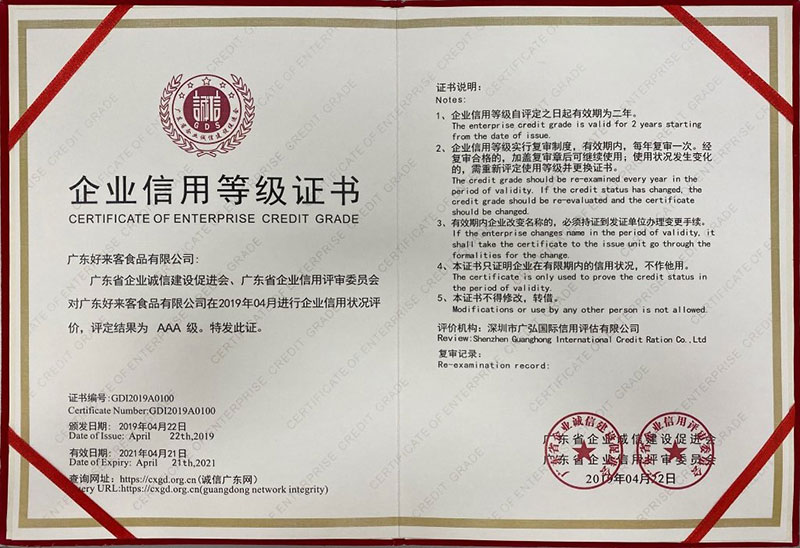 诚信
GDS
企业信用等级证书
CERTIFICATE OF ENTERPRISE CREDIT GRADE
广东好来客食品有限公司：
广东省企业诚信建设促进会、广东省企业信用评审委员会
对广东好来客食品有限公司在2019年04月进行企业信用状况评
价，评定结果为 AAA 级。特发此证。
证书编号:GDI2019A0100
Certificate Number:GDI2019A0100
颁发日期: 2019年04月22日
Date of Issue: April 22th,2019
有效日期: 2021年04月21日
Date of Expiry: April 21th,2021
查询网址: https://cxgd.org.cn(诚信广东网)
ery URL:https://cxgd.org.cn(guangdong network integrity)
证书说明:
Notes:
1、企业信用等级自评定之日起有效期为二年。
The enterprise credit grade is valid for 2 years starting
from the date of issue.
2、企业信用等级实行复审制度，有效期内，每年复审一次。经
复审合格的，加盖复审章后可继续使用；使用状况发生变化
的，需重新评定使用等级并更换证书。
The credit grade should be re-examined every year in the
period of validity. If the credit status has changed, the
credit grade should be re-evaluated and the certificate
should be changed.
3、有效期内企业改变名称的，必须持证到发证单位办理变更手续。
If the enterprise changes name in the period of validity, it
shall take the certificate to the issue unit go through the
formalities for the change.
4、本证书只证明企业在有限期内的信用状况，不作他用。
The certificate is only used to prove the credit status in
the period of validity.
5、本证书不得修改，转借。
Modifications or use by any other person is not allowed.
评价机构：深圳市广弘国际信用评估有限公司
Review:Shenzhen Guanghong International Credit Ration Co.,Ltd
复审记录：
Re-examination record:
广东省企业诚信建设促进会
广东省企业信用评审委员会
2019年04月22日